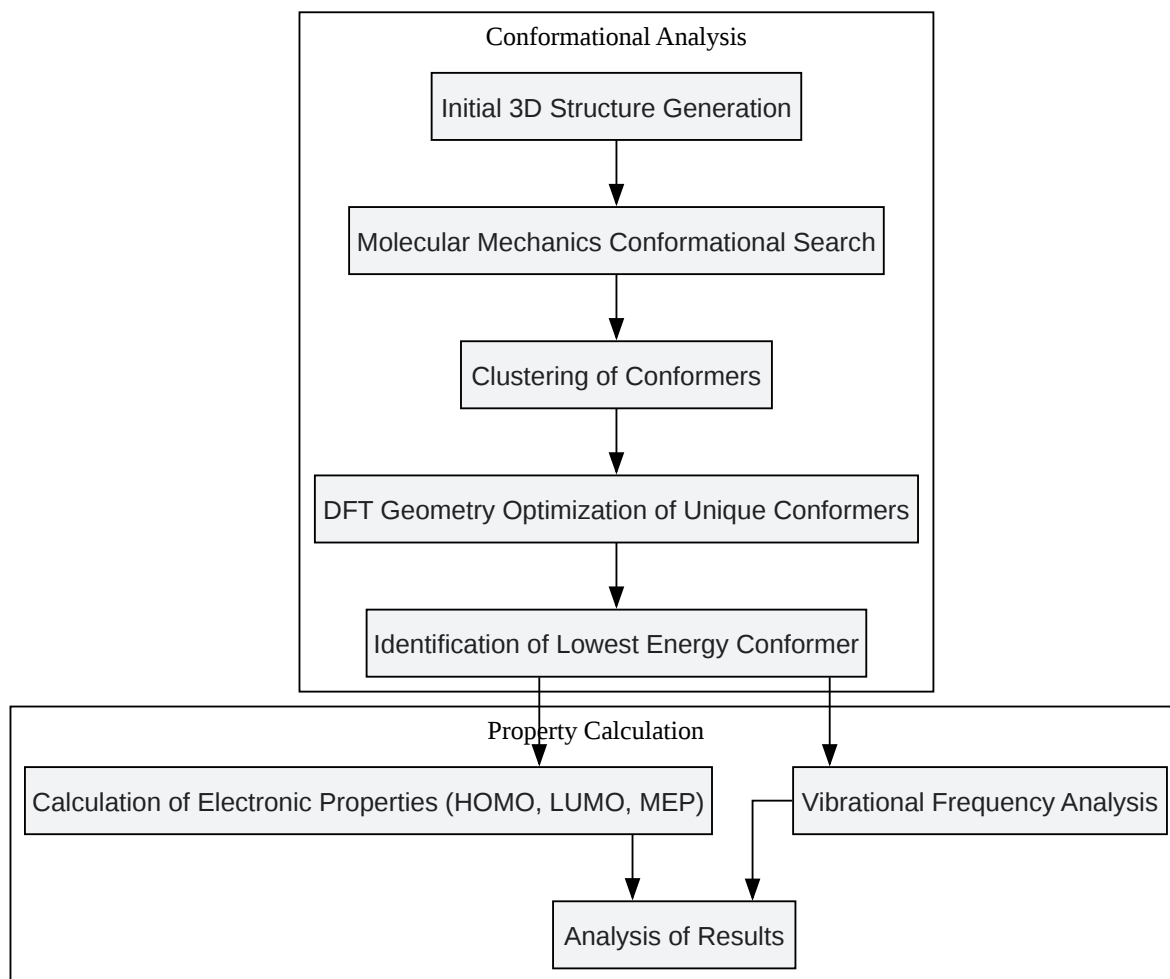 Conformational Analysis
Initial 3D Structure Generation
Molecular Mechanics Conformational Search
Clustering of Conformers
DFT Geometry Optimization of Unique Conformers
Identification of Lowest Energy Conformer
Property Calculation
Calculation of Electronic Properties (HOMO, LUMO, MEP)
Vibrational Frequency Analysis
Analysis of Results